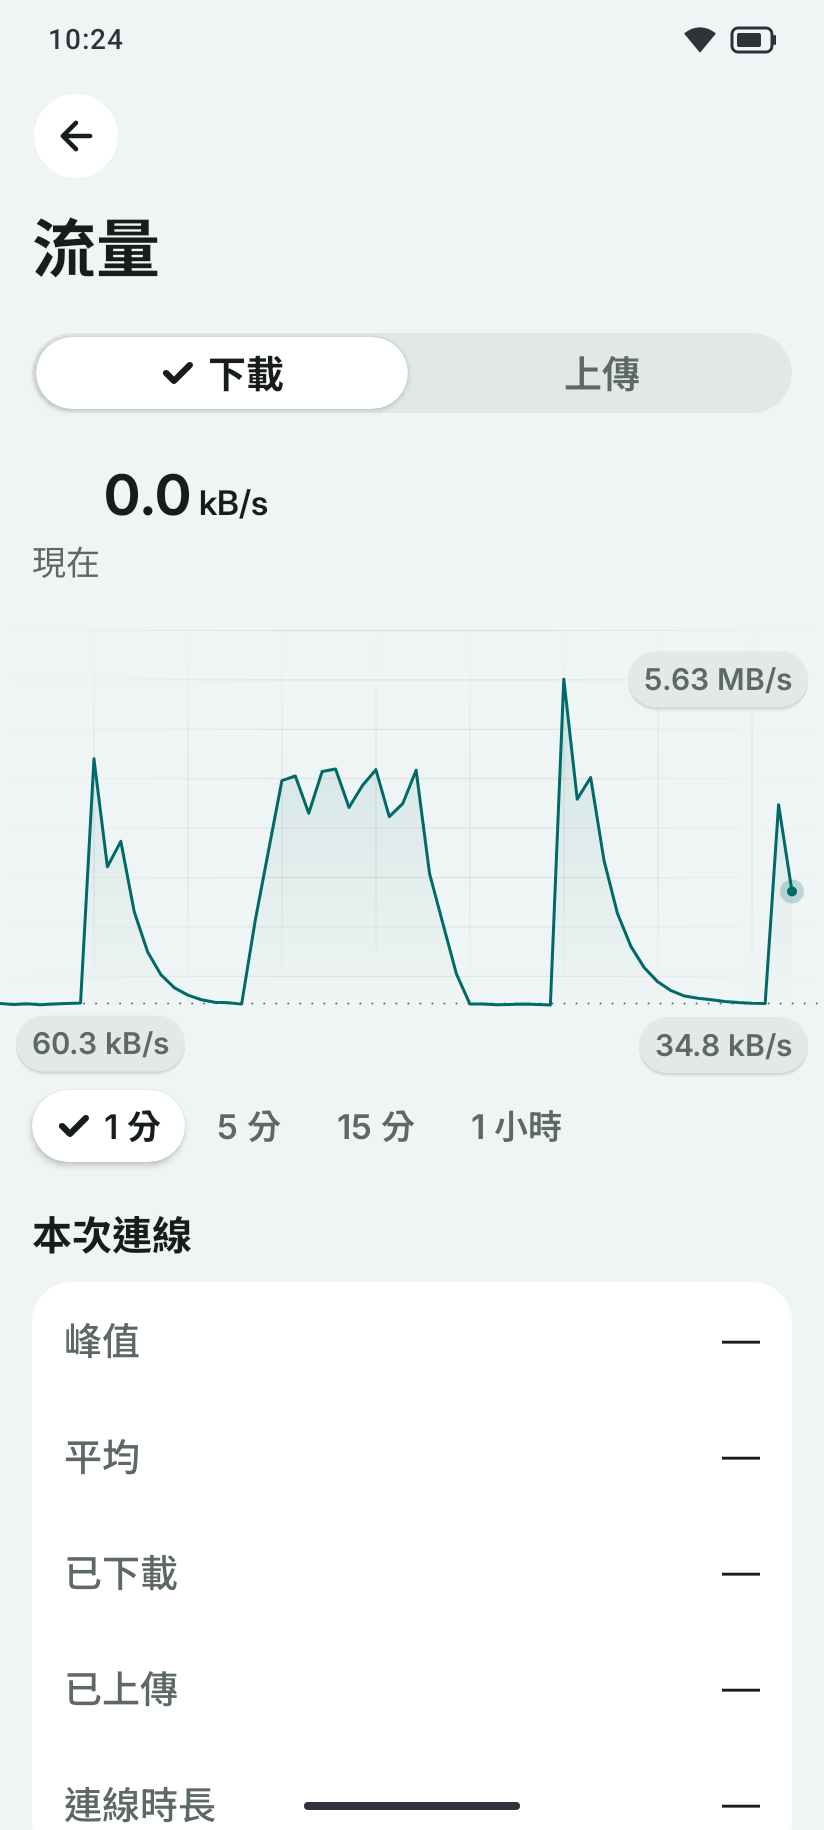 10:24
流量
下載
上傳
0.0 kB/s
現在
5.63 MB/s
60.3 kB/s
34.8 kB/s
1 分
5 分
15 分
1 小時
本次連線
峰值 —
平均 —
已下載 —
已上傳 —
連線時長 —